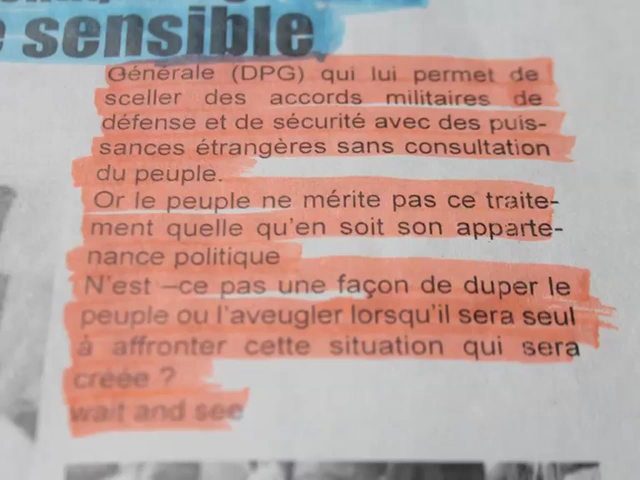 e sensible
Générale (DPG) qui lui permet de
sceller des accords militaires de
défense et de sécurité avec des puis-
sances étrangères sans consultation
du peuple.
Or le peuple ne mérite pas ce traite-
ment quelle qu'en soit son apparte-
nance politique
N'est –ce pas une façon de duper le
peuple ou l'aveugler lorsqu'il sera seul
à affronter cette situation qui sera
créée ?
wait and see